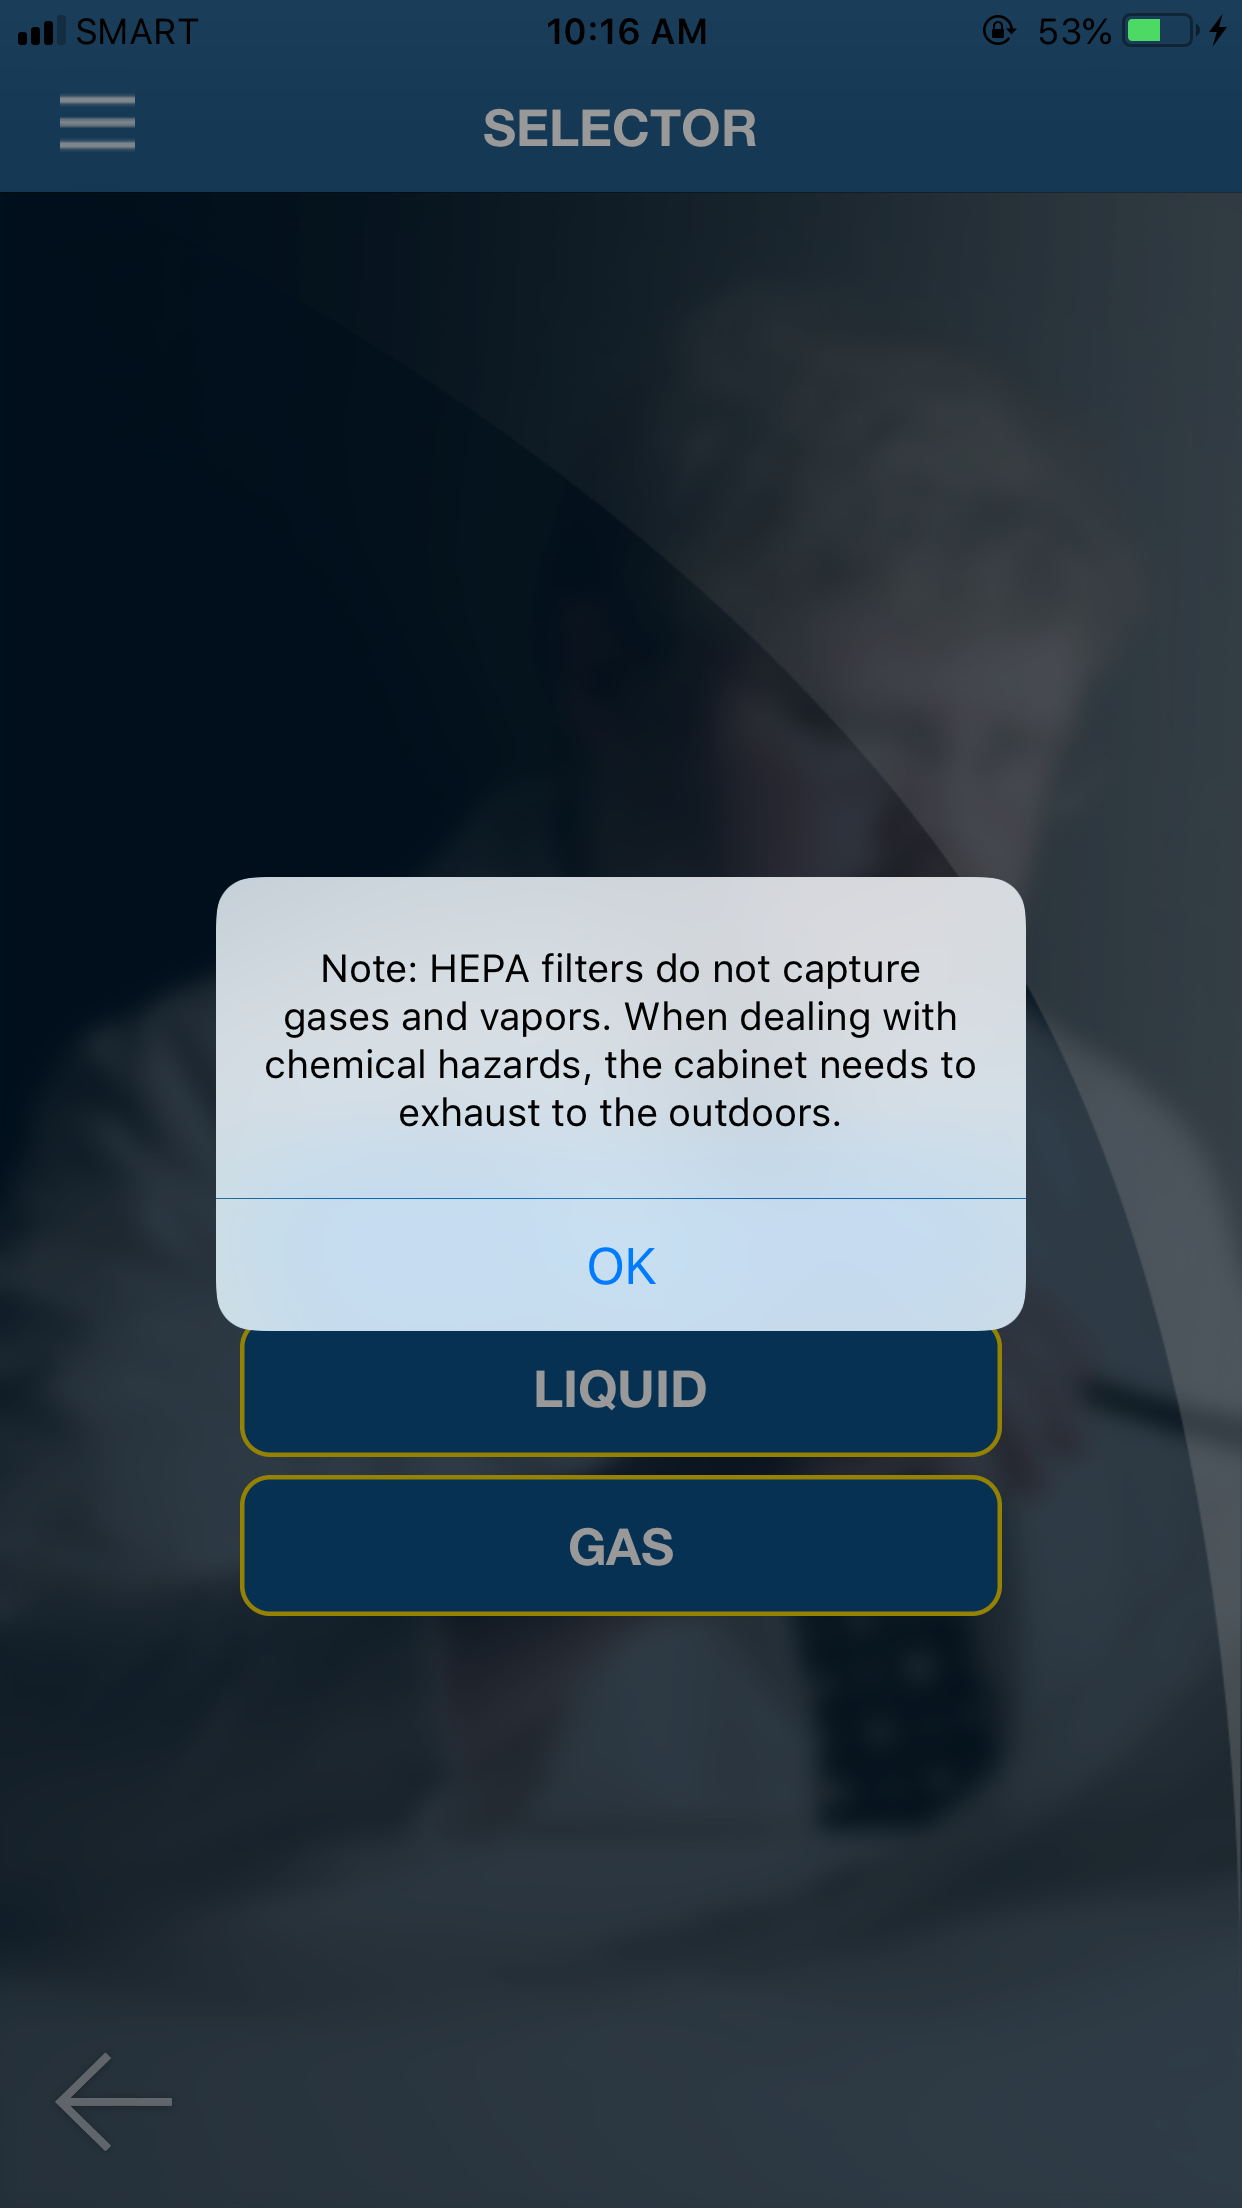 SMART 10:16 AM 53%
SELECTOR
Note: HEPA filters do not capture
gases and vapors. When dealing with
chemical hazards, the cabinet needs to
exhaust to the outdoors.
OK
LIQUID
GAS